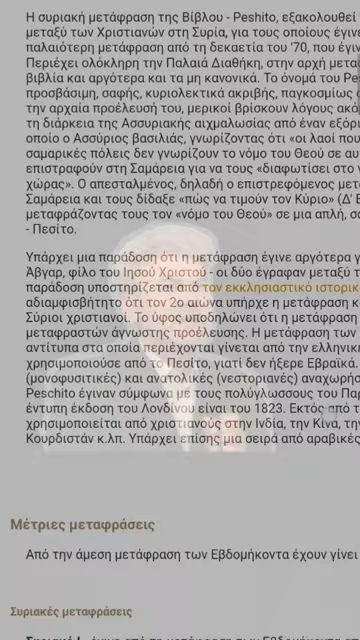 Η συριακή μετάφραση της Βίβλου - Peshito, εξακολουθεί
μεταξύ των Χριστιανών στη Συρία, για τους οποίους έγινε
παλαιότερη μετάφραση από τη δεκαετία του '70, που έγιν
Περιέχει ολόκληρη την Παλαιά Διαθήκη, στην αρχή μετα
βιβλία και αργότερα και τα μη κανονικά. Το όνομά του Pe
προσβάσιμη, σαφής, κυριολεκτικά ακριβής, παγκοσμίως
την αρχαία προέλευσή του, μερικοί βρίσκουν λόγους ακό
τη διάρκεια της Ασσυριακής αιχμαλωσίας από έναν εξόρι
οποίο ο Ασσύριος βασιλιάς, γνωρίζοντας ότι «οι λαοί που
σαμαρικές πόλεις δεν γνωρίζουν το νόμο του Θεού σε αυ
επιστραφούν στη Σαμάρεια για να τους «διαφωτίσει στο
χώρας». Ο απεσταλμένος, δηλαδή ο επιστρεφόμενος μετ
Σαμάρεια και τους δίδαξε «πώς να τιμούν τον Κύριο» (Δ'
μεταφράζοντας τους τον «νόμο του Θεού» σε μια απλή, σ
- Πεσίτο.
Υπάρχει μια παράδοση ότι η μετάφραση έγινε αργότερα
Άβγαρ, φίλο του Ιησού Χριστού - οι δύο έγραφαν μεταξύ τ
παράδοση υποστηρίζεται από τον εκκλησιαστικό ιστορικ
αδιαμφισβήτητο ότι τον 2ο αιώνα υπήρχε η μετάφραση κ
Σύριοι χριστιανοί. Το ύφος υποδηλώνει ότι η μετάφραση
μεταφραστών άγνωστης προέλευσης. Η μετάφραση των
αντίτυπα στα οποία περιέχονται γίνεται από την ελληνικ
χρησιμοποιούσε από το Πεσίτο, γιατί δεν ήξερε Εβραϊκά.
(μονοφυσιτικές) και ανατολικές (νεστοριανές) αναχωρήσ
Peschito έγιναν σύμφωνα με τους πολύγλωσσους του Παρ
έντυπη έκδοση του Λονδίνου είναι του 1823. Εκτός από τ
χρησιμοποιείται από χριστιανούς στην Ινδία, την Κίνα, τη
Κουρδιστάν κ.λπ. Υπάρχει επίσης μια σειρά από αραβικές
Μέτριες μεταφράσεις
Από την άμεση μετάφραση των Εβδομήκοντα έχουν γίνει
Συριακές μεταφράσεις